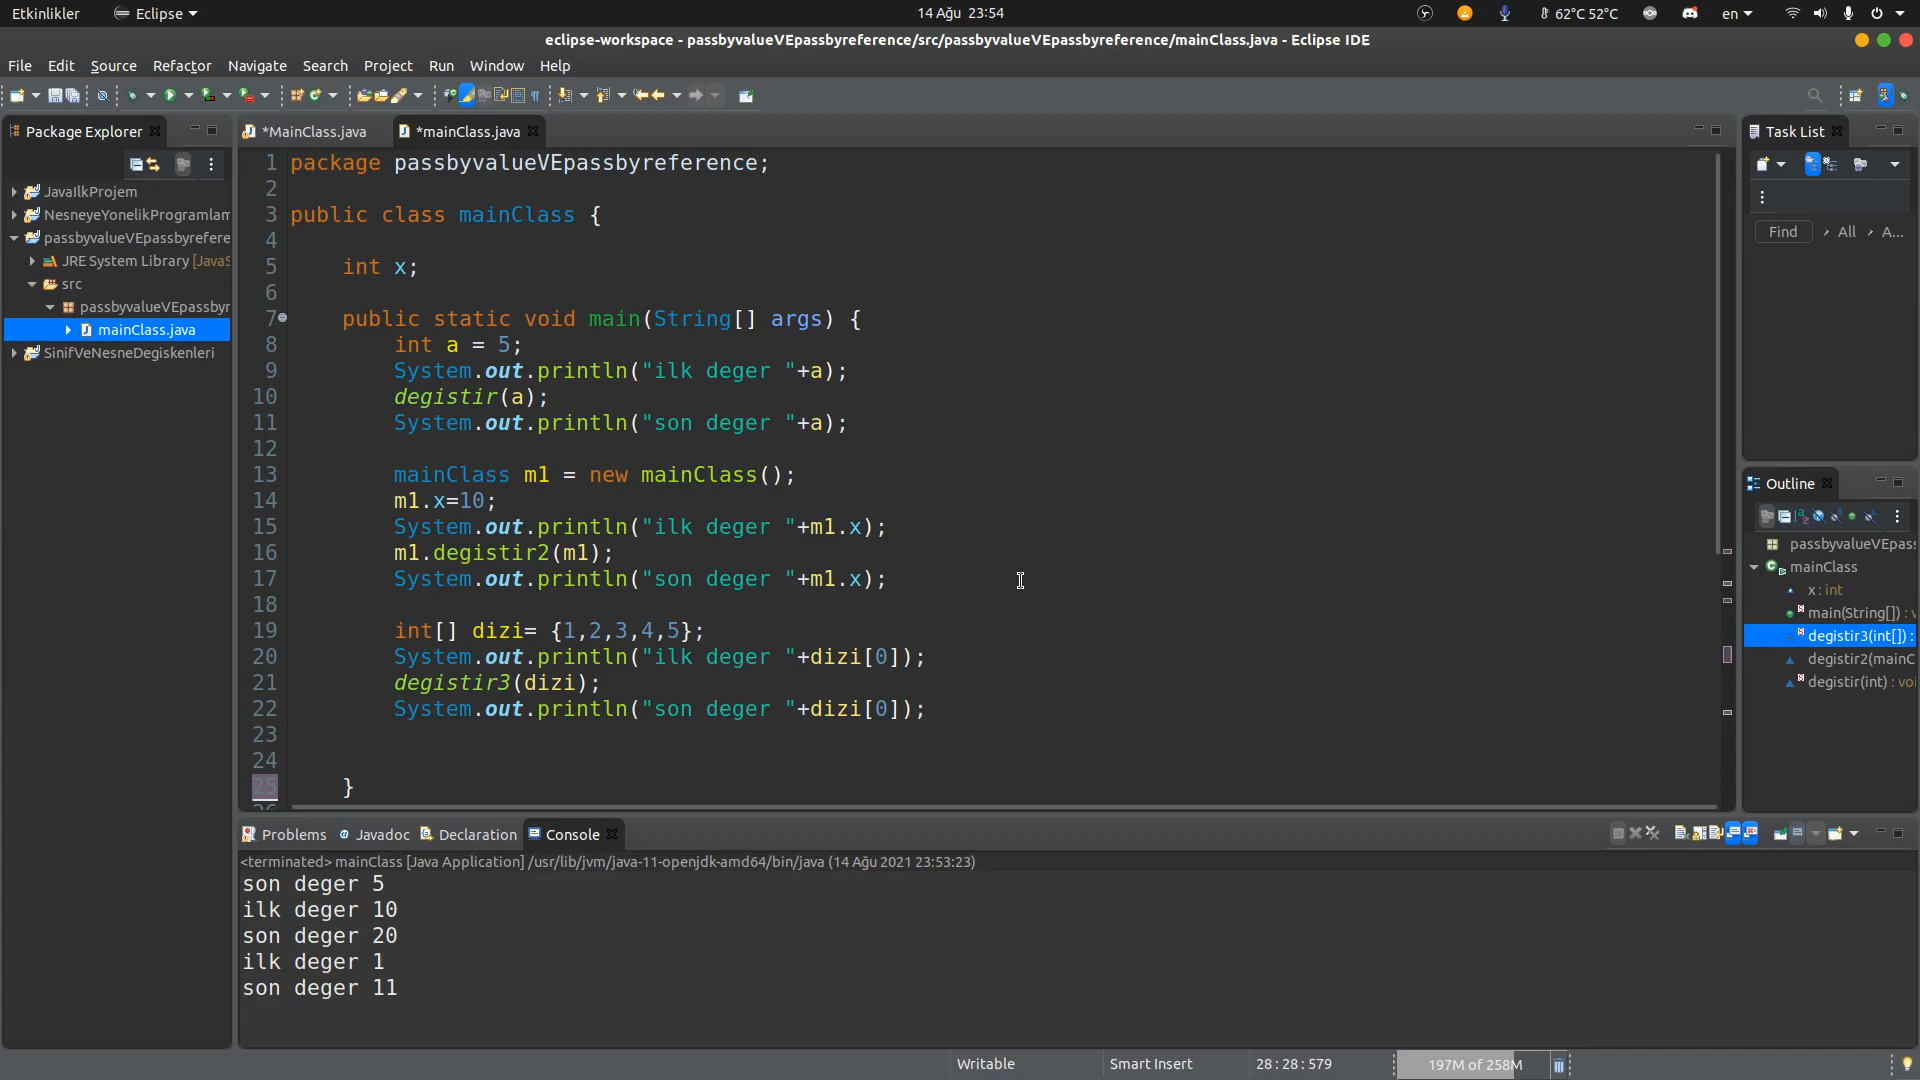 Etkinlikler
Eclipse
14 Ağu 23:54
62°C 52°C
en
eclipse-workspace - passbyvalueVEpassbyreference/src/passbyvalueVEpassbyreference/mainClass.java - Eclipse IDE
File Edit Source Refactor Navigate Search Project Run Window Help
Package Explorer
JavaIlkProjem
NesneyeYonelikProgramlam
passbyvalueVEpassbyrefere
JRE System Library [JavaS
src
passbyvalueVEpassbyr
mainClass.java
SinifVeNesneDegiskenleri
*MainClass.java
*mainClass.java
1 package passbyvalueVEpassbyreference;
2
3 public class mainClass {
4
5 int x;
6
7 public static void main(String[] args) {
8 int a = 5;
9 System.out.println("ilk deger "+a);
10 degistir(a);
11 System.out.println("son deger "+a);
12
13 mainClass m1 = new mainClass();
14 m1.x=10;
15 System.out.println("ilk deger "+m1.x);
16 m1.degistir2(m1);
17 System.out.println("son deger "+m1.x);
18
19 int[] dizi= {1,2,3,4,5};
20 System.out.println("ilk deger "+dizi[0]);
21 degistir3(dizi);
22 System.out.println("son deger "+dizi[0]);
23
24
25 }
Task List
Find
All
A...
Outline
passbyvalueVEpass
mainClass
x : int
main(String[]) : v
degistir3(int[]) :
degistir2(mainC
degistir(int) : voi
Problems
Javadoc
Declaration
Console
<terminated> mainClass [Java Application] /usr/lib/jvm/java-11-openjdk-amd64/bin/java (14 Ağu 2021 23:53:23)
son deger 5
ilk deger 10
son deger 20
ilk deger 1
son deger 11
Writable
Smart Insert
28 : 28 : 579
197M of 258M